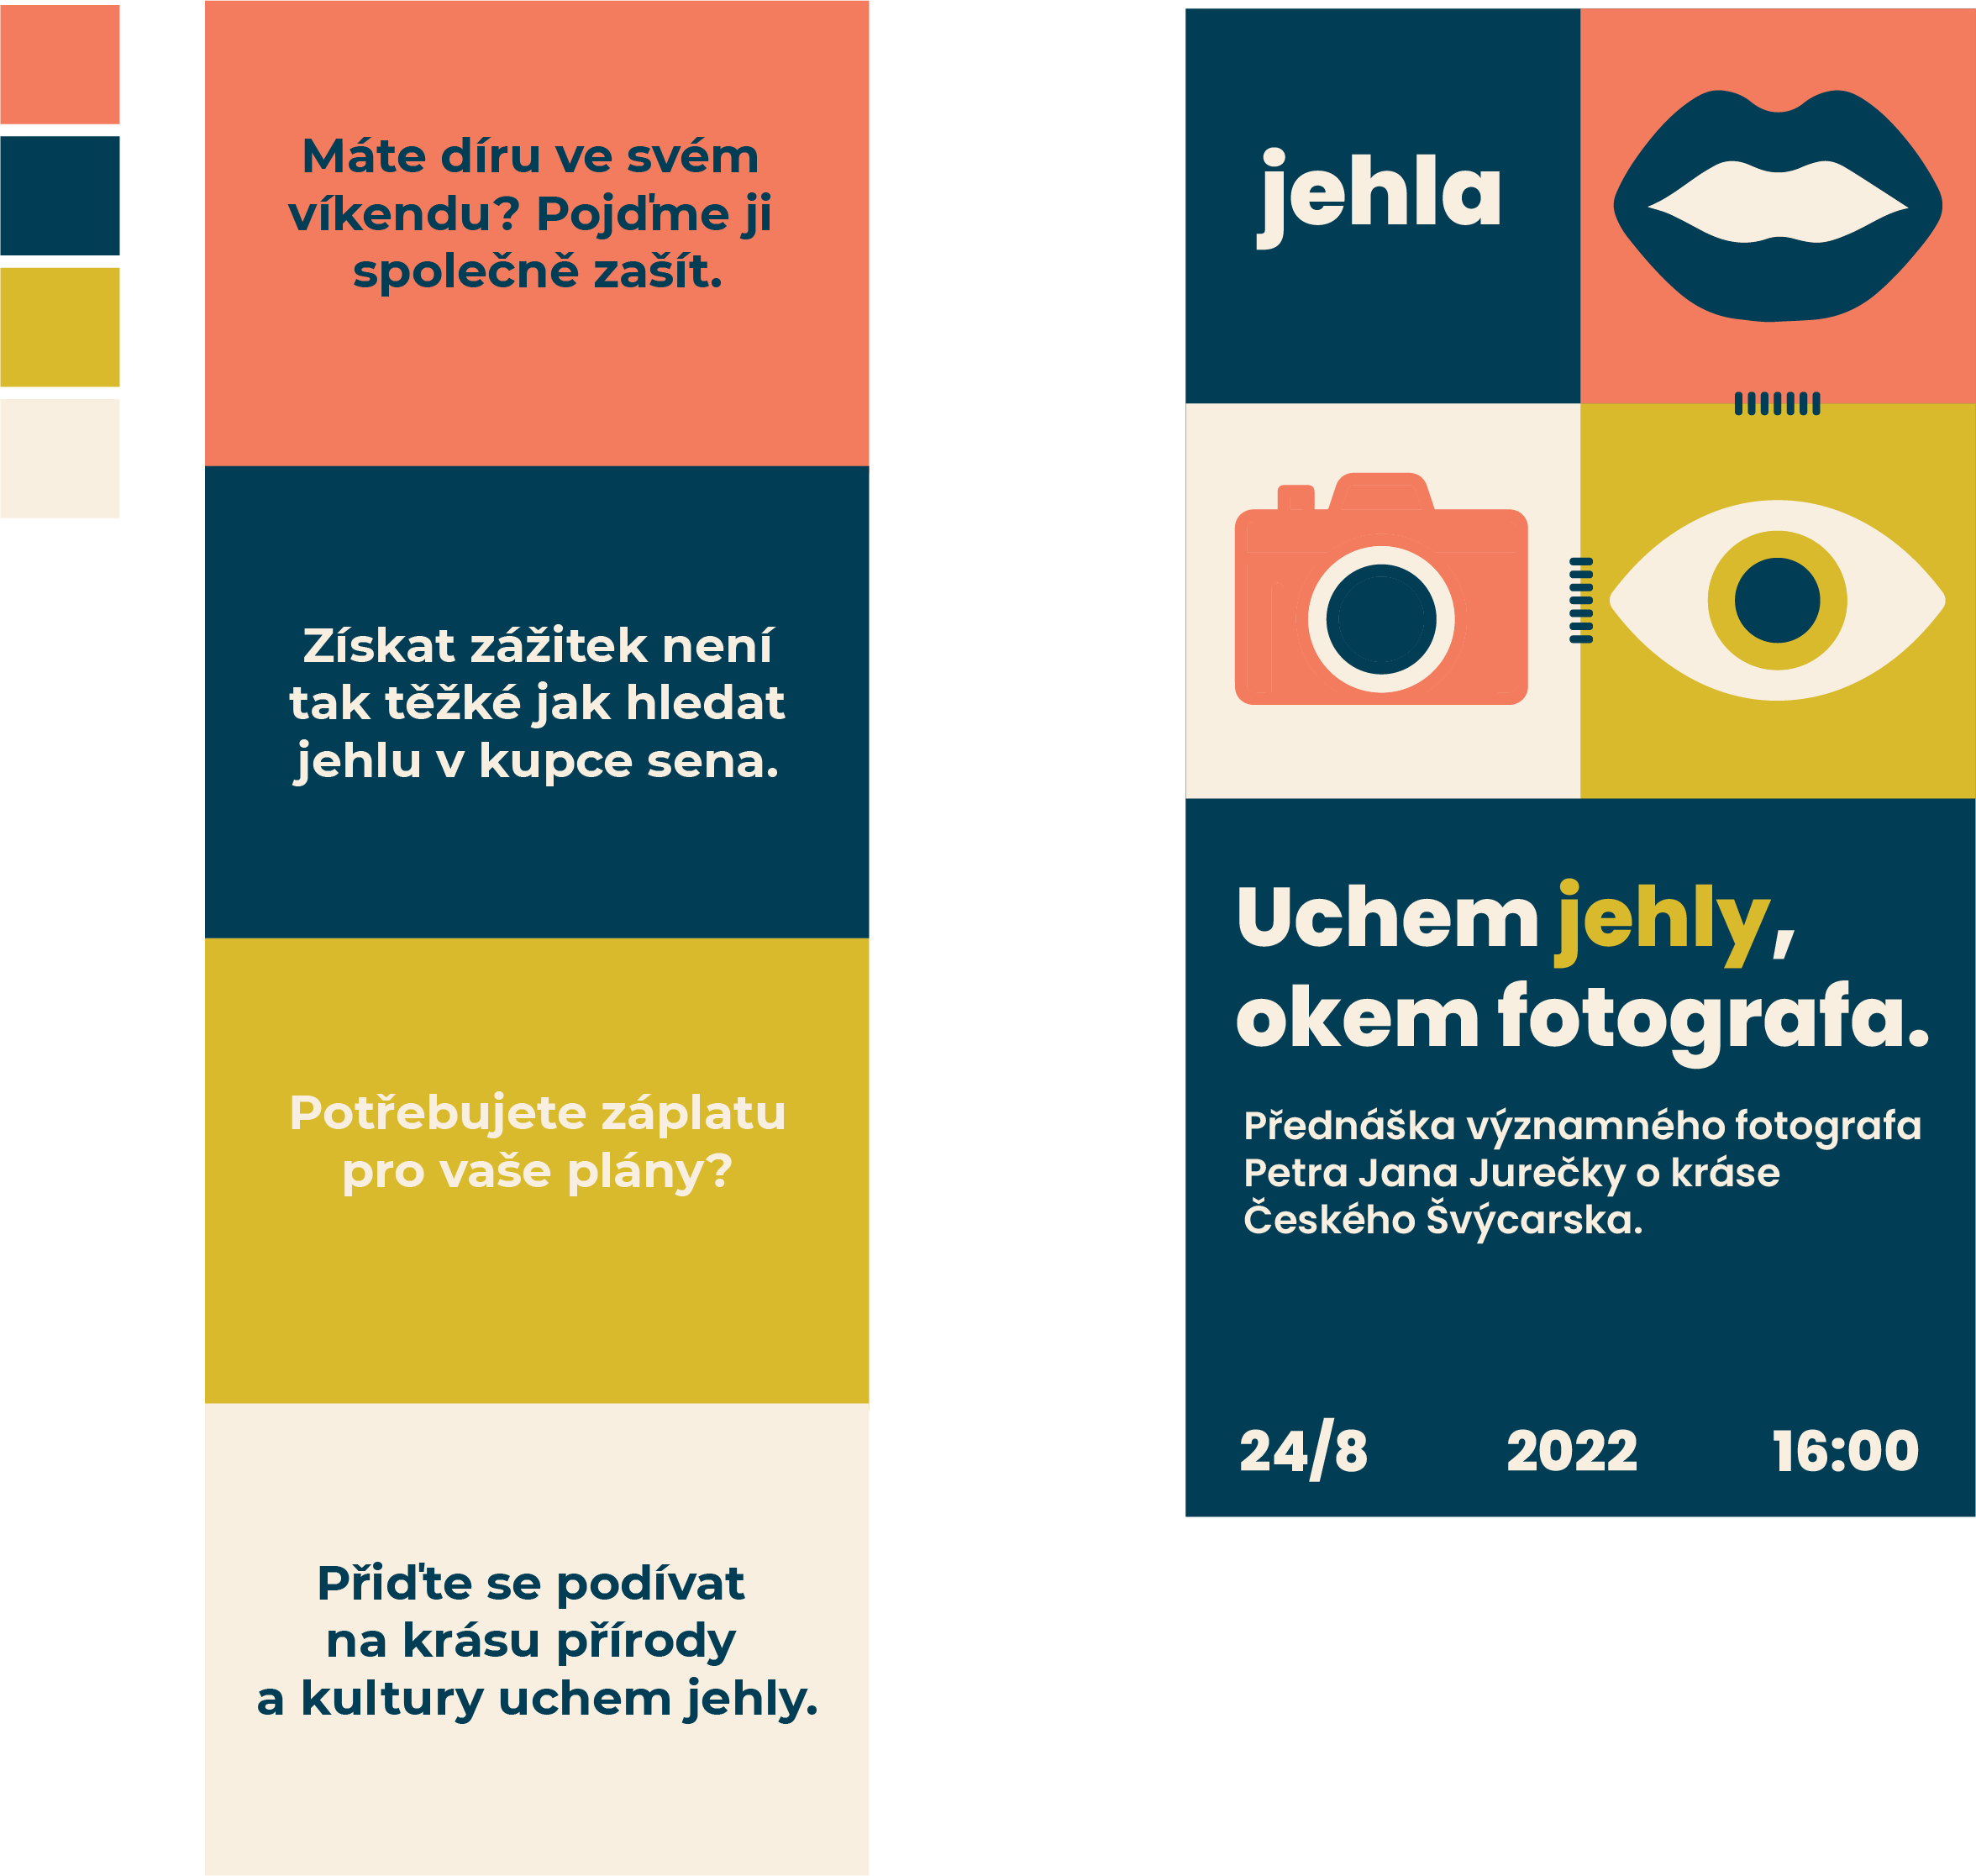 Máte díru ve svém
víkendu? Pojďme ji
společně zašít.
Získat zážitek není
tak těžké jak hledat
jehlu v kupce sena.
Potřebujete záplatu
pro vaše plány?
Přiďte se podívat
na krásu přírody
a kultury uchem jehly.
jehla
Uchem jehly,
okem fotografa.
Přednáška významného fotografa
Petra Jana Jurečky o kráse
Českého Švýcarska.
24/8 2022 16:00